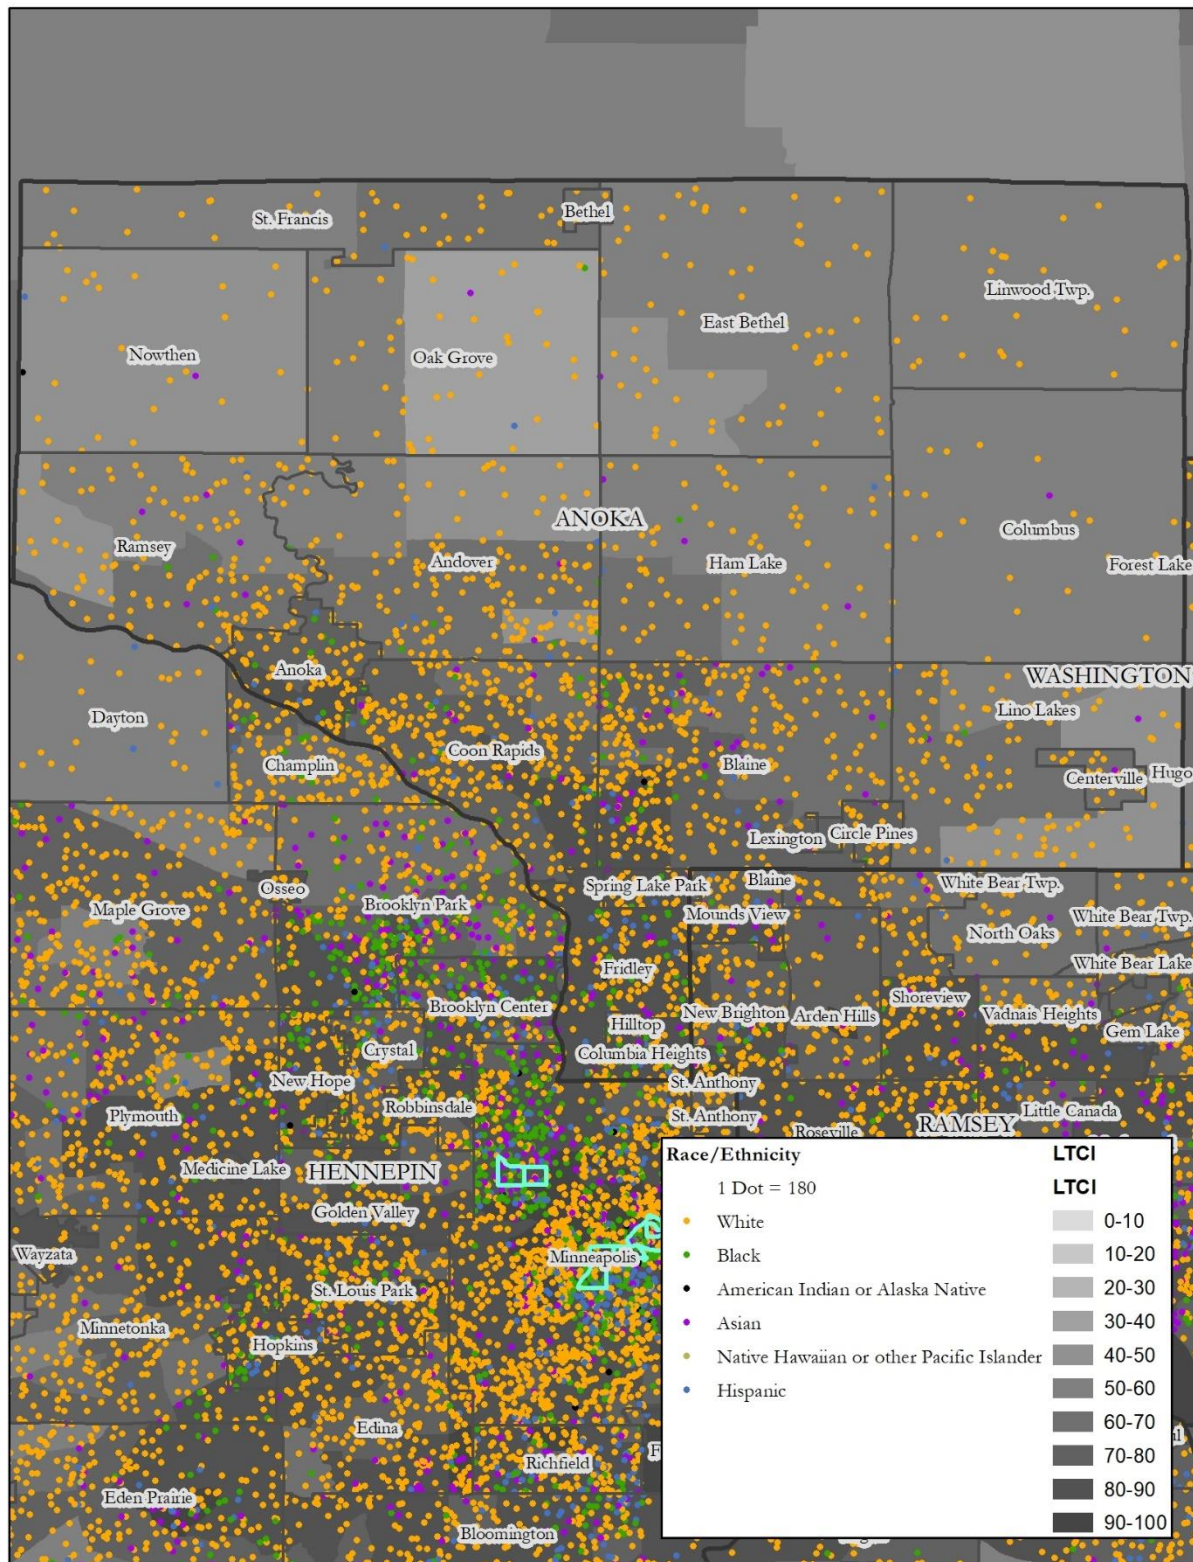 St. Francis
Bethel
Linwood Twp.
East Bethel
Nowthen
Oak Grove
ANOKA
Columbus
Ramsey
Andover
Ham Lake
Forest Lake
Anoka
WASHINGTON
Dayton
Lino Lakes
Coon Rapids
Champlin
Blaine
Centerville
Hugo
Lexington
Circle Pines
Osseo
Spring Lake Park
Blaine
White Bear Twp.
Maple Grove
Brooklyn Park
Mounds View
White Bear Twp.
North Oaks
Fridley
White Bear Lake
Brooklyn Center
Shoreview
New Brighton
Arden Hills
Vadnais Heights
Hilltop
Gem Lake
Crystal
Columbia Heights
New Hope
St. Anthony
Plymouth
Robbinsdale
St. Anthony
Little Canada
Roseville
RAMSEY
Medicine Lake
HENNEPIN
Golden Valley
Wayzata
Minneapolis
St. Louis Park
Minnetonka
Hopkins
Edina
Richfield
Eden Prairie
Bloomington
Race/Ethnicity
1 Dot = 180
White
Black
American Indian or Alaska Native
Asian
Native Hawaiian or other Pacific Islander
Hispanic
LTCI
LTCI
0-10
10-20
20-30
30-40
40-50
50-60
60-70
70-80
80-90
90-100